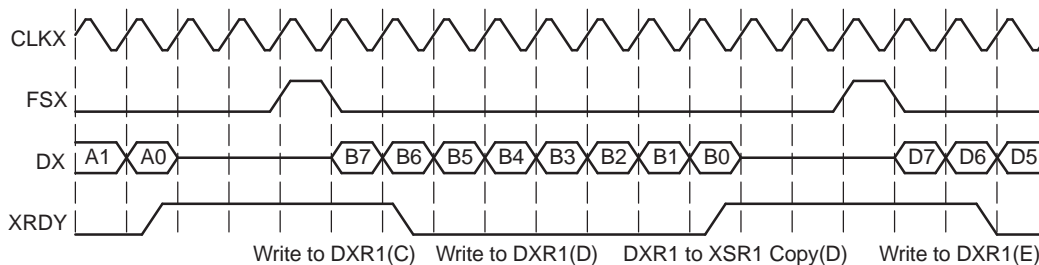 CLKX
FSX
DX A1 A0 B7 B6 B5 B4 B3 B2 B1 B0 D7 D6 D5
XRDY
Write to DXR1(C) Write to DXR1(D) DXR1 to XSR1 Copy(D) Write to DXR1(E)